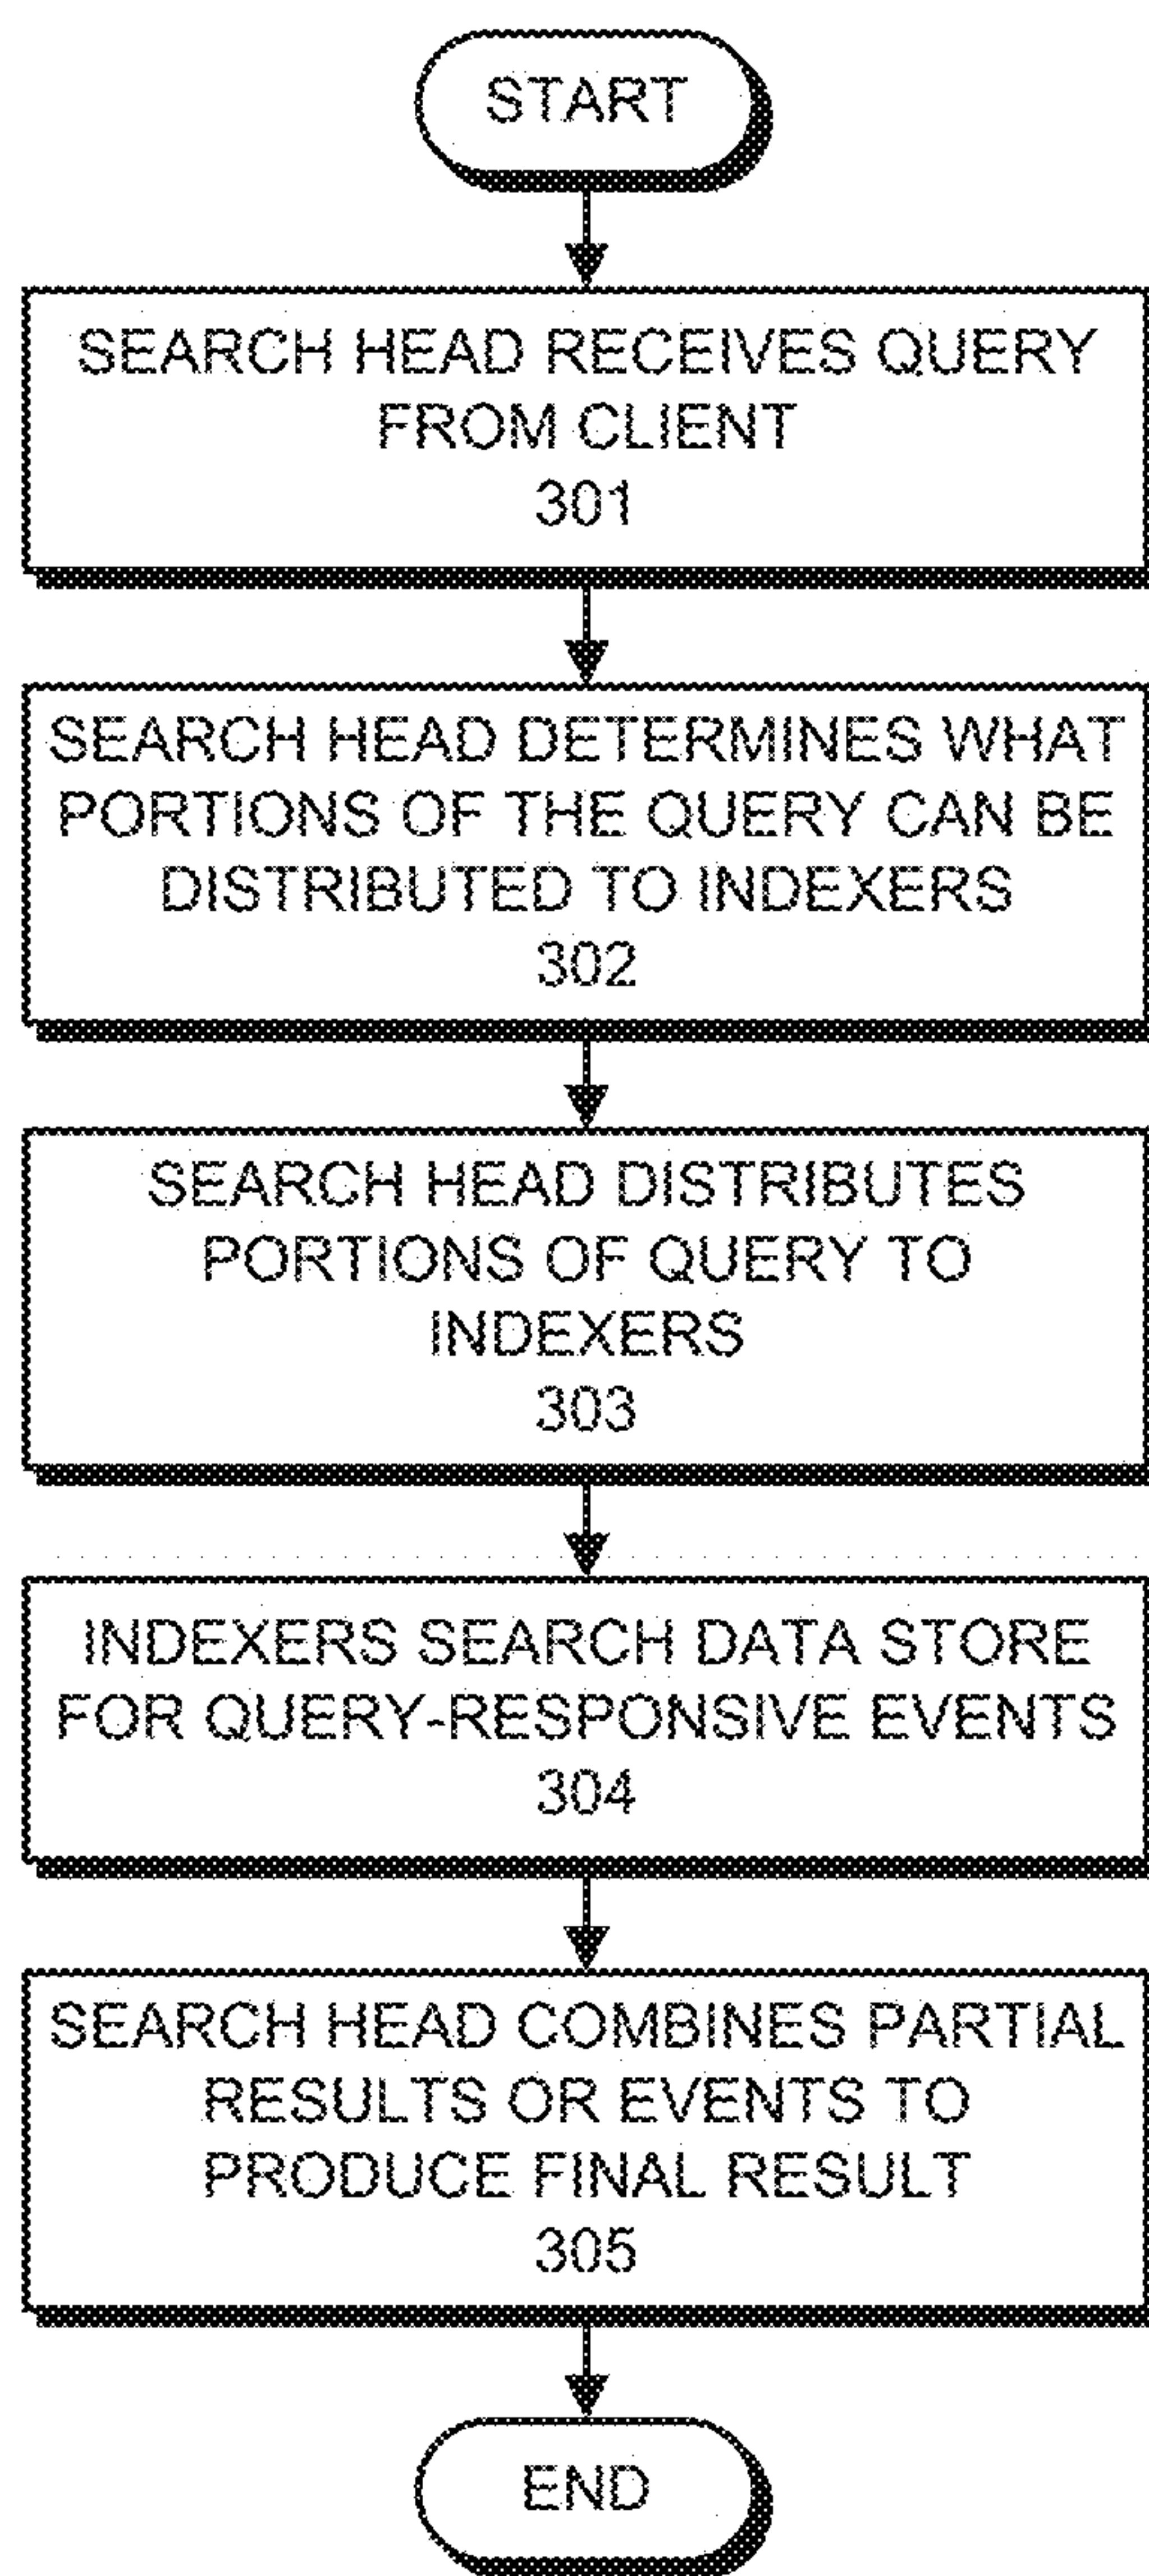 START
SEARCH HEAD RECEIVES QUERY
FROM CLIENT
301
SEARCH HEAD DETERMINES WHAT
PORTIONS OF THE QUERY CAN BE
DISTRIBUTED TO INDEXERS
302
SEARCH HEAD DISTRIBUTES
PORTIONS OF QUERY TO
INDEXERS
303
INDEXERS SEARCH DATA STORE
FOR QUERY-RESPONSIVE EVENTS
304
SEARCH HEAD COMBINES PARTIAL
RESULTS OR EVENTS TO
PRODUCE FINAL RESULT
305
END